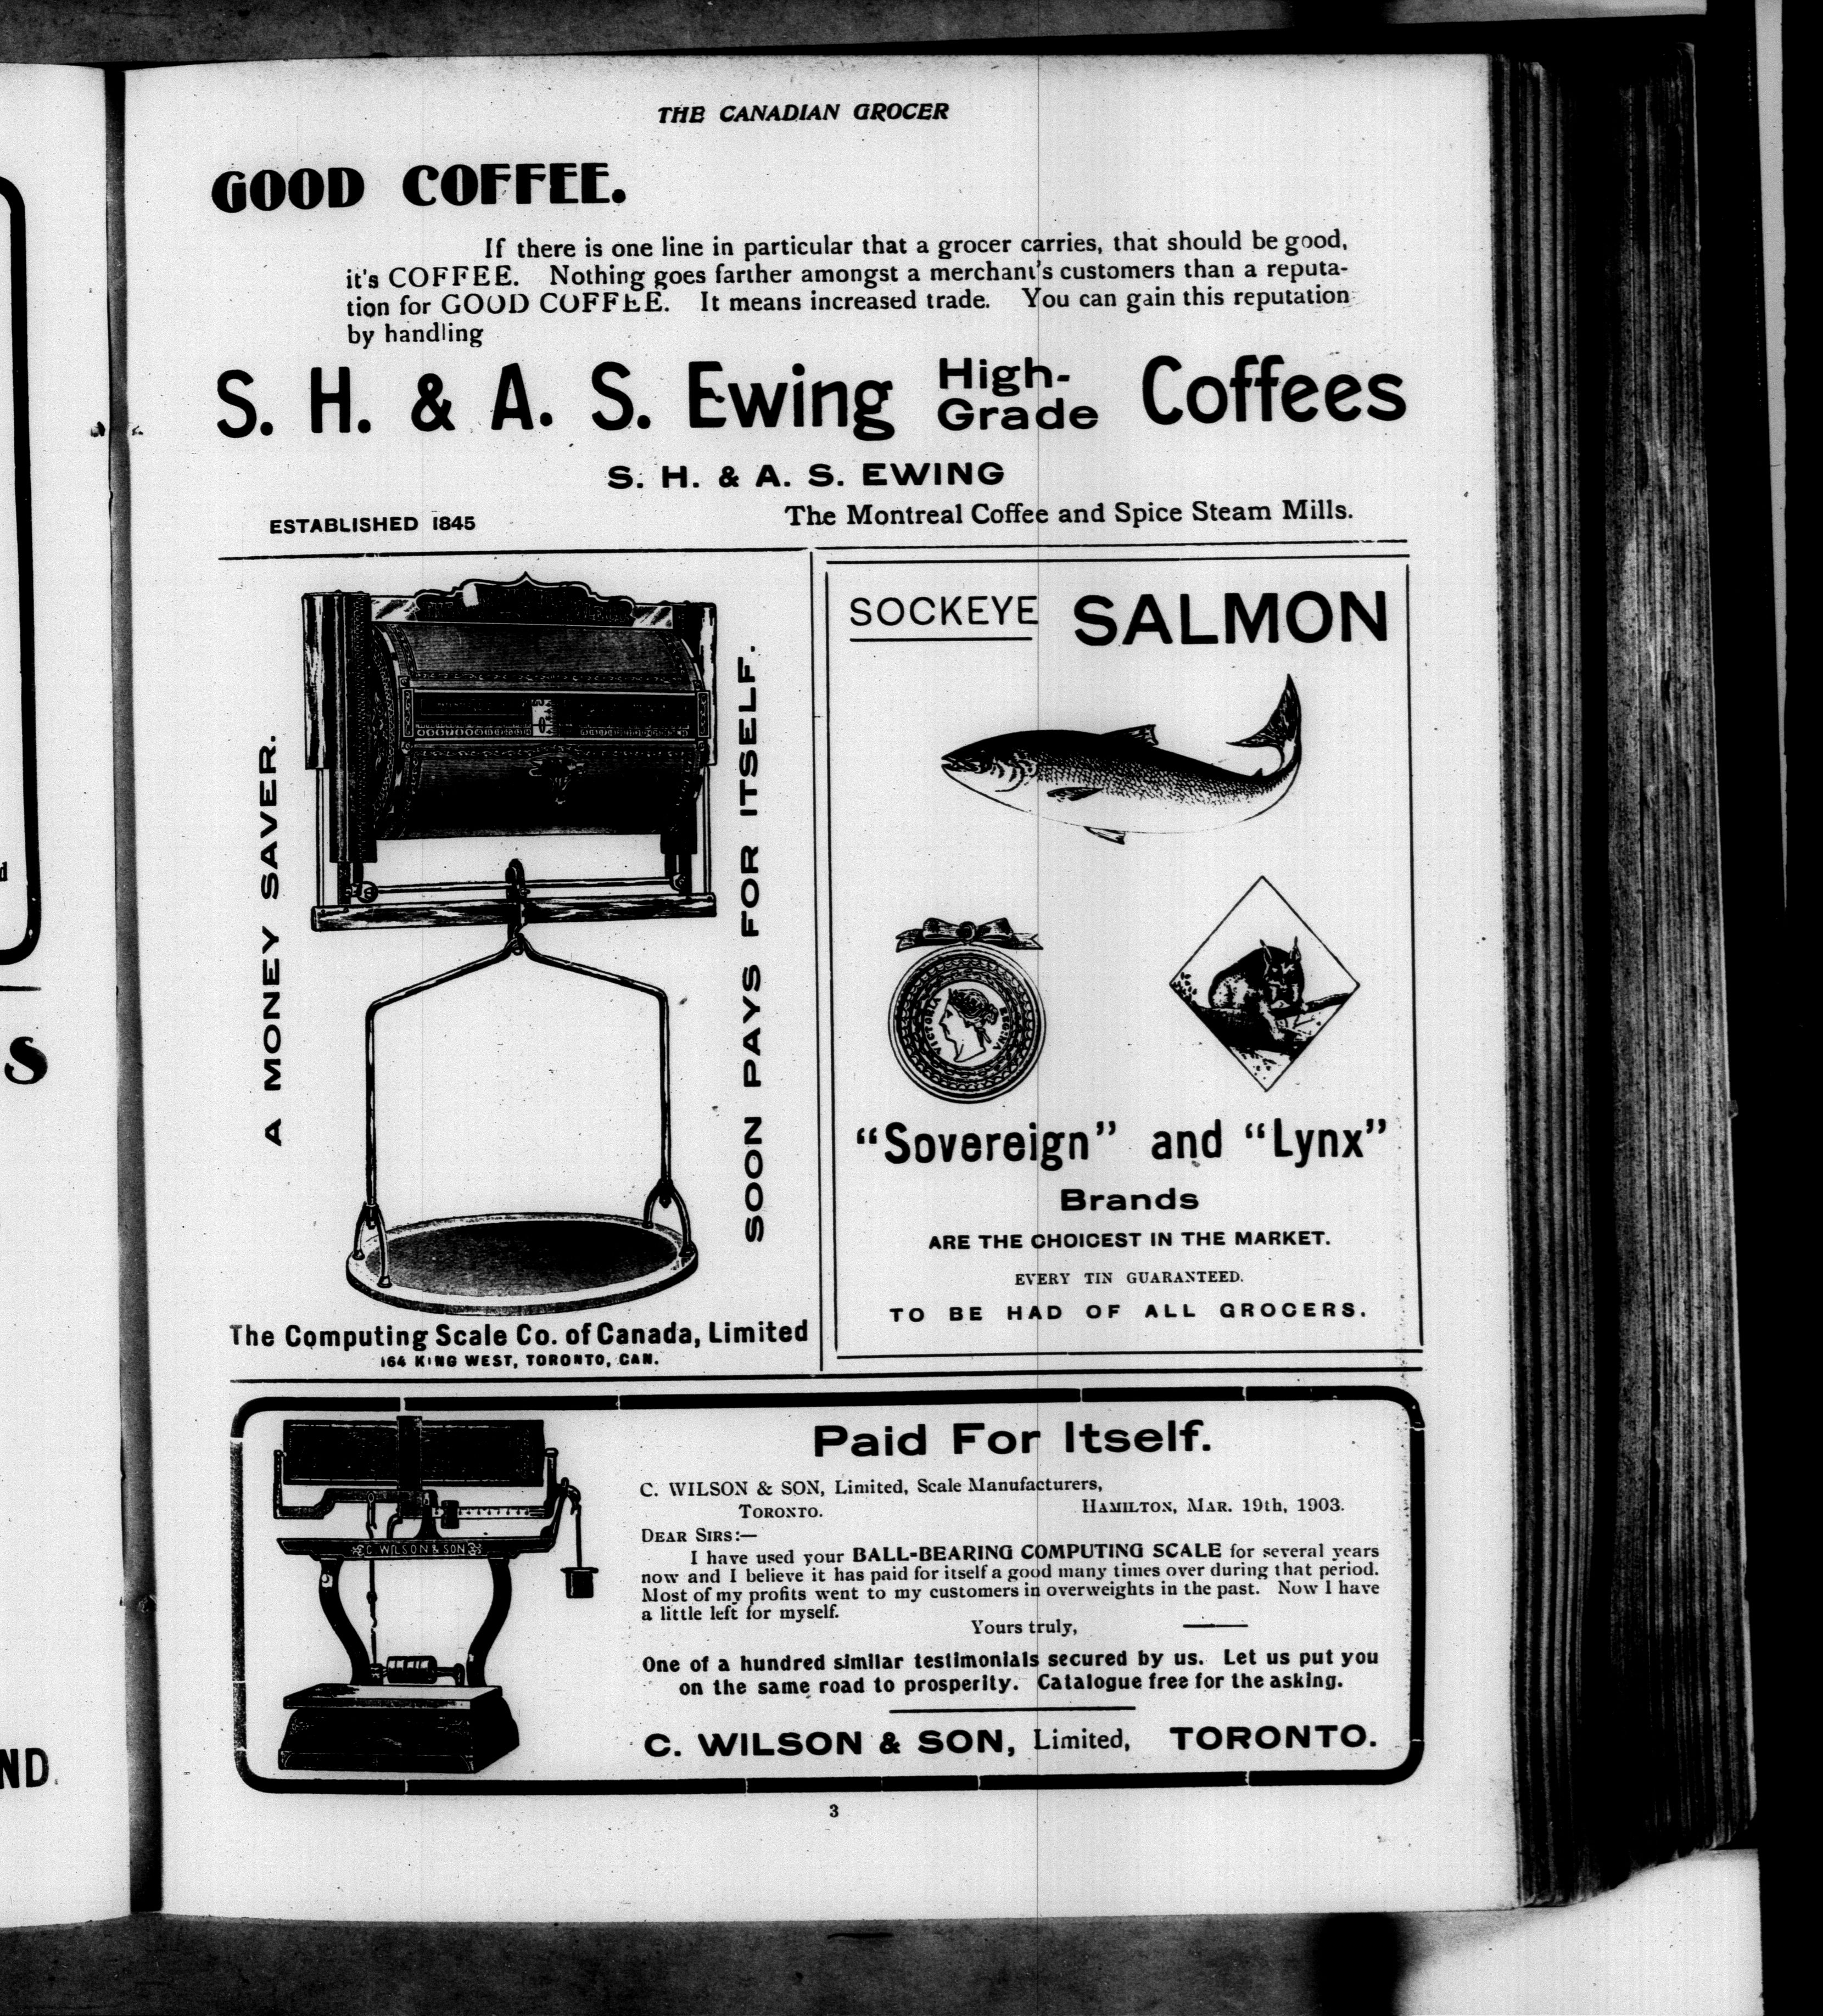 THE CANADIAN GROCER
GOOD COFFEE.
If there is one line in particular that a grocer carries, that should be good,
it's COFFEE. Nothing goes farther amongst a merchant's customers than a reputa-
tion for GOOD COFFEE. It means increased trade. You can gain this reputation
by handling
S. H. & A. S. Ewing High-Grade Coffees
S. H. & A. S. EWING
ESTABLISHED 1845
The Montreal Coffee and Spice Steam Mills.
A MONEY SAVER.
SOON PAYS FOR ITSELF.
The Computing Scale Co. of Canada, Limited
164 KING WEST, TORONTO, CAN.
SOCKEYE SALMON
VICTORIA REGINA
"Sovereign" and "Lynx"
Brands
ARE THE CHOICEST IN THE MARKET.
EVERY TIN GUARANTEED.
TO BE HAD OF ALL GROCERS.
C. WILSON & SON
Paid For Itself.
C. WILSON & SON, Limited, Scale Manufacturers,
TORONTO. HAMILTON, MAR. 19th, 1903.
DEAR SIRS:—
I have used your BALL-BEARING COMPUTING SCALE for several years
now and I believe it has paid for itself a good many times over during that period.
Most of my profits went to my customers in overweights in the past. Now I have
a little left for myself.
Yours truly, ——
One of a hundred similar testimonials secured by us. Let us put you
on the same road to prosperity. Catalogue free for the asking.
C. WILSON & SON, Limited, TORONTO.
3
d
S
ND